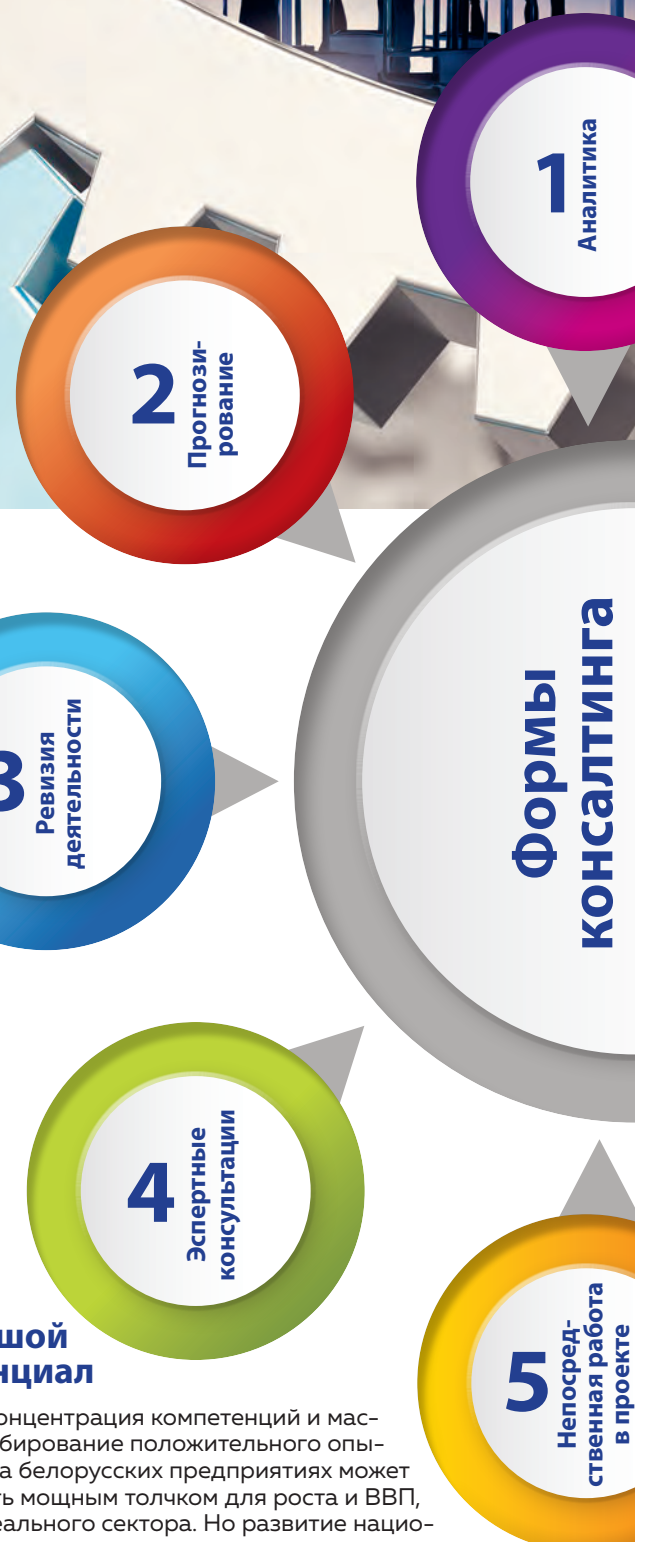 1
Аналитика
2
Прогнози-
рование
3
Ревизия
деятельности
4
Эспертные
консультации
5
Непосред-
ственная работа
в проекте
Формы
консалтинга
шой
нциал
онцентрация компетенций и мас-
бирование положительного опы-
а белорусских предприятиях может
ть мощным толчком для роста и ВВП,
еального сектора. Но развитие нацио-